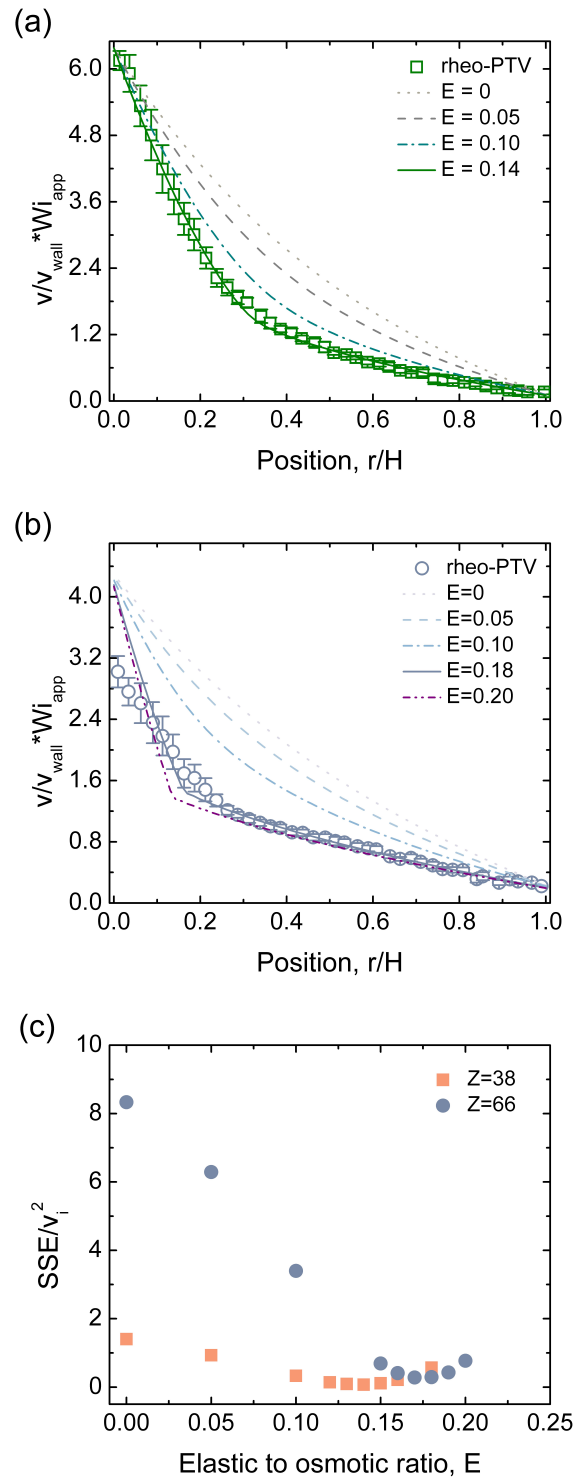 (a)
6.0
4.8
3.6
2.4
1.2
0.0
v/v_wall*Wi_app
rheo-PTV
E = 0
E = 0.05
E = 0.10
E = 0.14
0.0 0.2 0.4 0.6 0.8 1.0
Position, r/H
(b)
4.0
3.2
2.4
1.6
0.8
0.0
v/v_wall*Wi_app
rheo-PTV
E=0
E=0.05
E=0.10
E=0.18
E=0.20
0.0 0.2 0.4 0.6 0.8 1.0
Position, r/H
(c)
10
8
6
4
2
0
SSE/v_i^2
Z=38
Z=66
0.00 0.05 0.10 0.15 0.20 0.25
Elastic to osmotic ratio, E